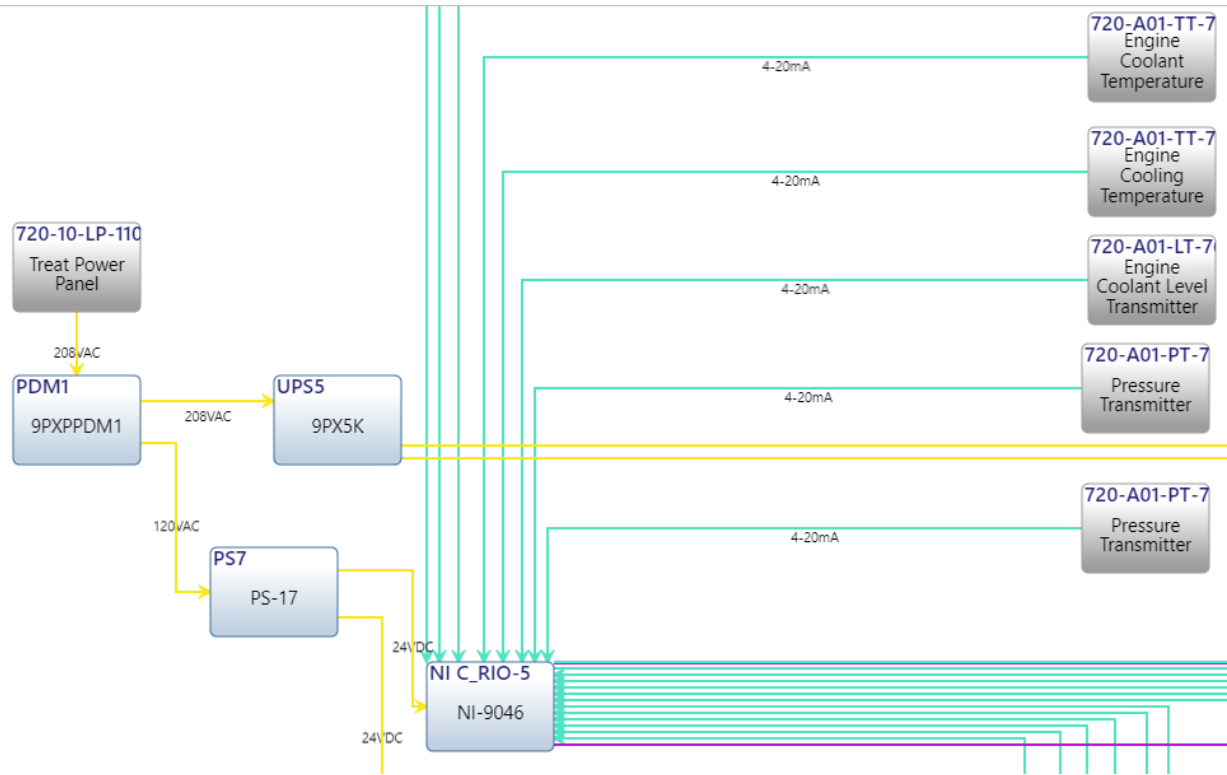 720-A01-TT-7
Engine
Coolant
Temperature
4-20mA
720-A01-TT-7
Engine
Cooling
Temperature
4-20mA
720-10-LP-110
Treat Power
Panel
720-A01-LT-7
Engine
Coolant Level
Transmitter
4-20mA
208VAC
720-A01-PT-7
Pressure
Transmitter
4-20mA
PDM1
9PXPPDM1
208VAC
UPS5
9PX5K
720-A01-PT-7
Pressure
Transmitter
4-20mA
120VAC
PS7
PS-17
24VDC
NI C_RIO-5
NI-9046
24VDC